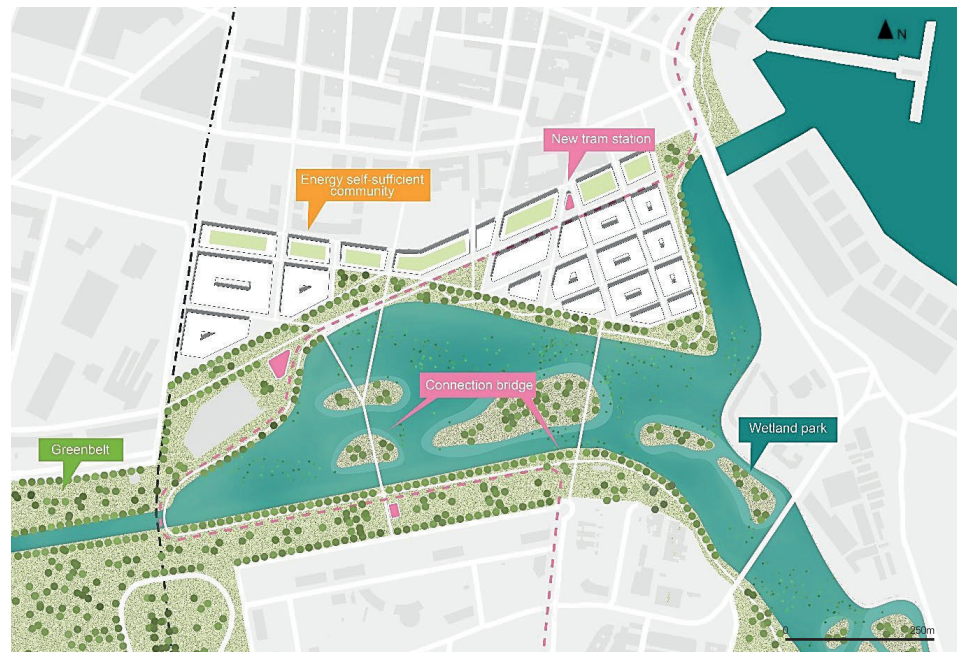 N
New tram station
Energy self-sufficient
community
Connection bridge
Wetland park
Greenbelt
0
250m